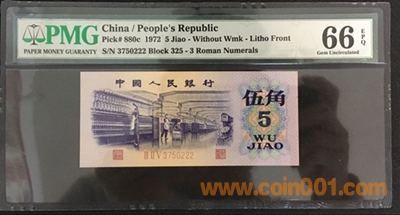 PMG
PAPER MONEY GUARANTY
China / People's Republic
Pick# 880c 1972 5 Jiao - Without Wmk - Litho Front
S/N 3750222 Block 325 - 3 Roman Numerals
66 EPQ
Gem Uncirculated
中国人民银行
伍角
5
WU
JIAO
III II V 3750222
www.coin001.com